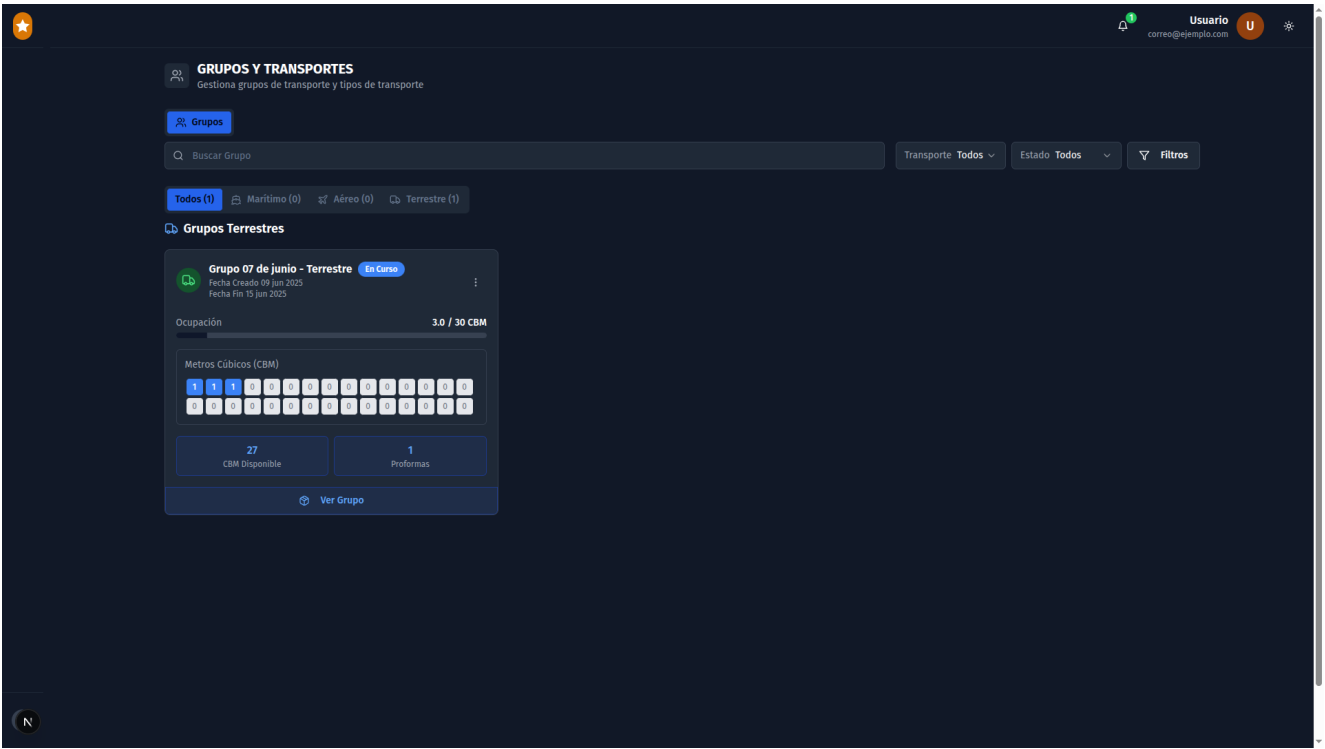 1
Usuario
correo@ejemplo.com
U
GRUPOS Y TRANSPORTES
Gestiona grupos de transporte y tipos de transporte
Grupos
Buscar Grupo
Transporte Todos
Estado Todos
Filtros
Todos (1) Marítimo (0) Aéreo (0) Terrestre (1)
Grupos Terrestres
Grupo 07 de junio - Terrestre En Curso
Fecha Creado 09 jun 2025
Fecha Fin 15 jun 2025
Ocupación 3.0 / 30 CBM
Metros Cúbicos (CBM)
1 1 1 0 0 0 0 0 0 0 0 0 0 0 0
0 0 0 0 0 0 0 0 0 0 0 0 0 0 0
27
CBM Disponible
1
Proformas
Ver Grupo
N